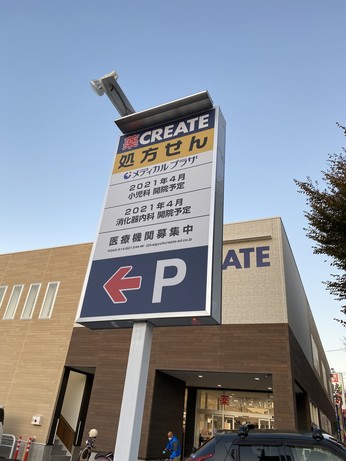 薬 CREATE
処方せん
メディカルプラザ
2021年4月
小児科 開院予定
2021年4月
消化器内科 開院予定
医療機関募集中
P
ATE
薬